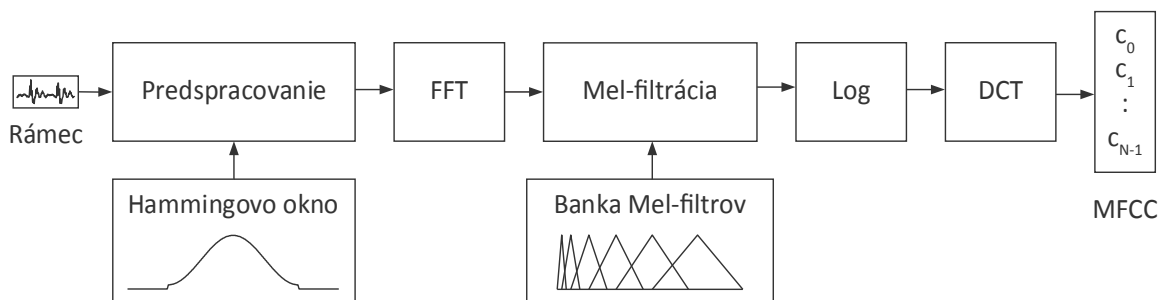 Rámec
Predspracovanie
FFT
Mel-filtrácia
Log
DCT
c0
c1
:
cN-1
MFCC
Hammingovo okno
Banka Mel-filtrov